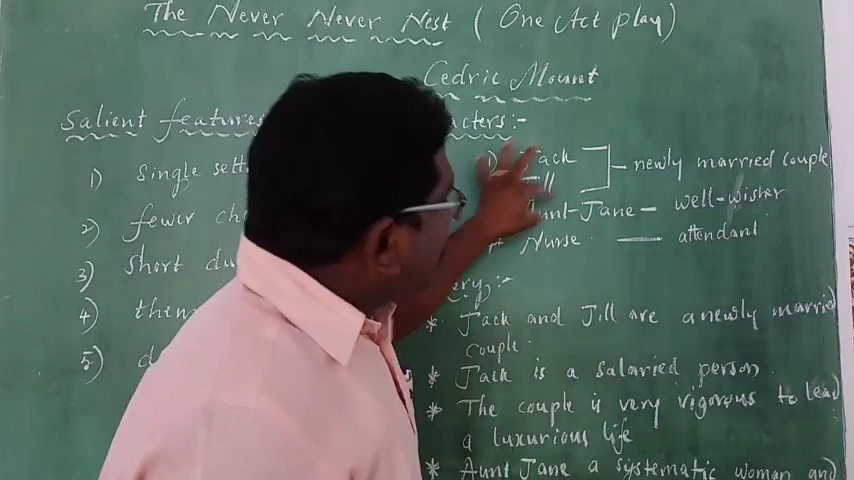 The Never Never Nest ( One Act play)
Cedric Mount
Salient features
acters:-
1) Single sett
2) fewer ch
3) Short du
4) them
5) d
1) Jack
Jill
newly married couple
Aunt-Jane — well-wisher
Nurse — attendant
ery:-
* Jack and Jill are a newly married
couple.
* Jack is a salaried person.
* The couple is very vigorous to lead
a luxurious life
* Aunt Jane a systematic woman and